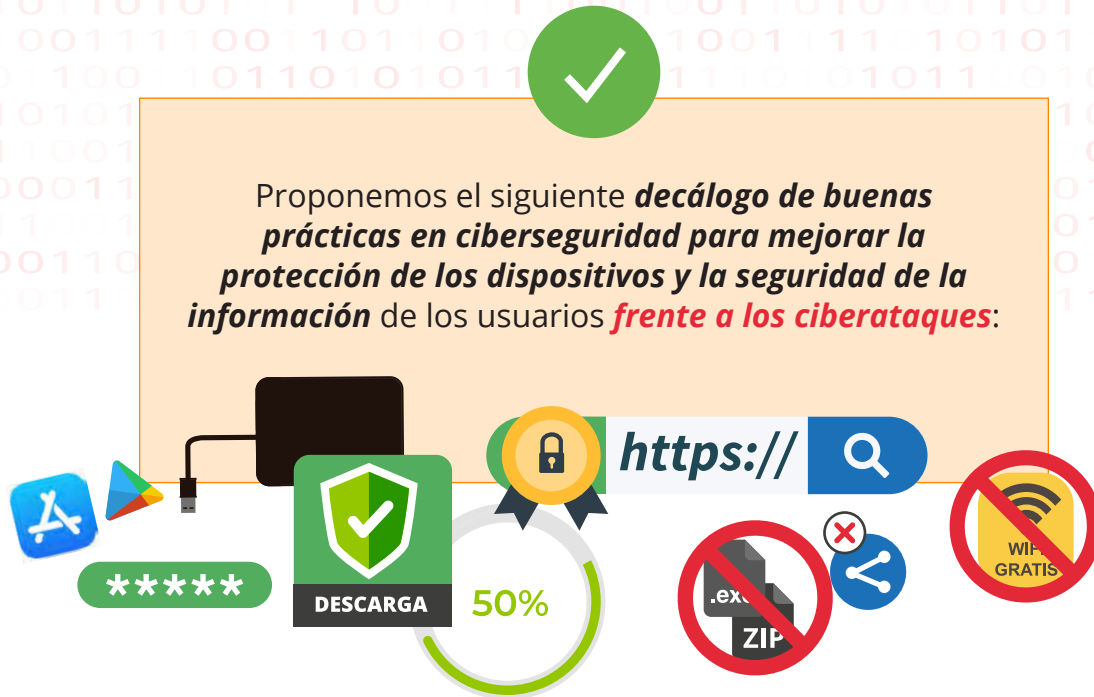 Proponemos el siguiente decálogo de buenas
prácticas en ciberseguridad para mejorar la
protección de los dispositivos y la seguridad de la
información de los usuarios frente a los ciberataques:
https://
*****
DESCARGA
50%
.exe
ZIP
WIFI
GRATIS